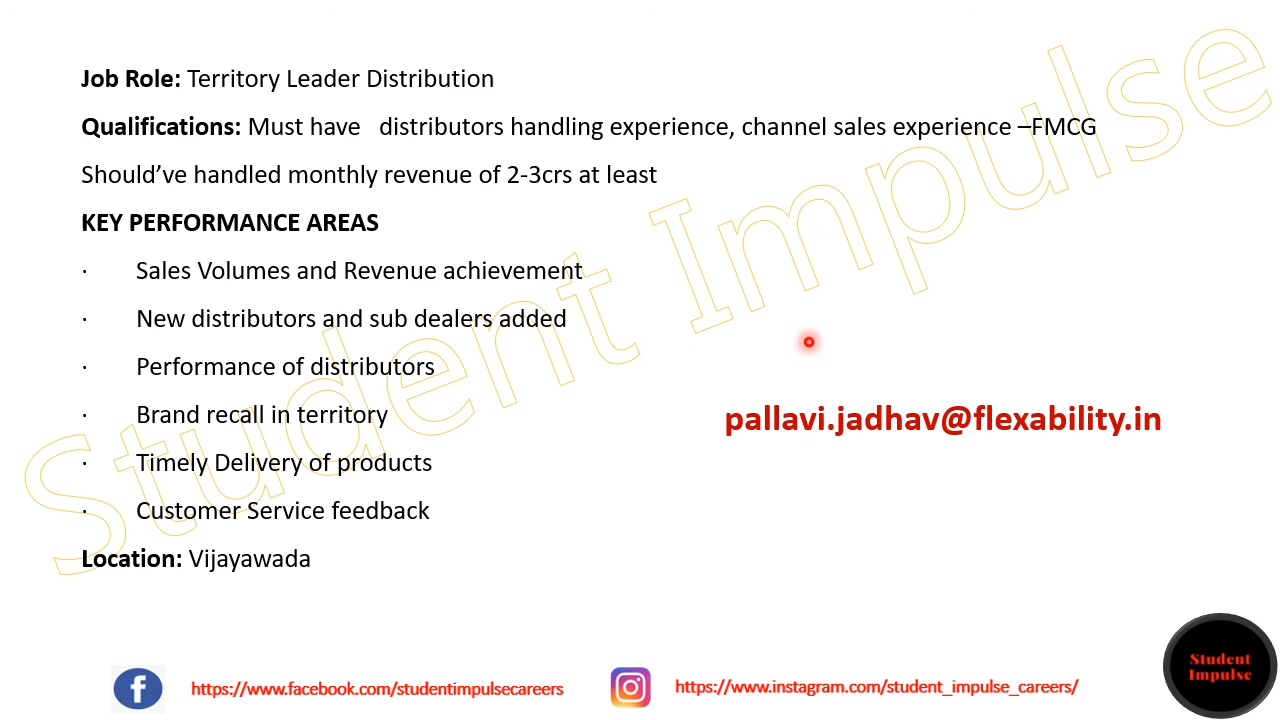 Job Role: Territory Leader Distribution
Qualifications: Must have   distributors handling experience, channel sales experience –FMCG
Should’ve handled monthly revenue of 2-3crs at least
KEY PERFORMANCE AREAS
· Sales Volumes and Revenue achievement
· New distributors and sub dealers added
· Performance of distributors
· Brand recall in territory
· Timely Delivery of products
· Customer Service feedback
Location: Vijayawada
pallavi.jadhav@flexability.in
Student Impulse
https://www.facebook.com/studentimpulsecareers
https://www.instagram.com/student_impulse_careers/
Student
Impulse